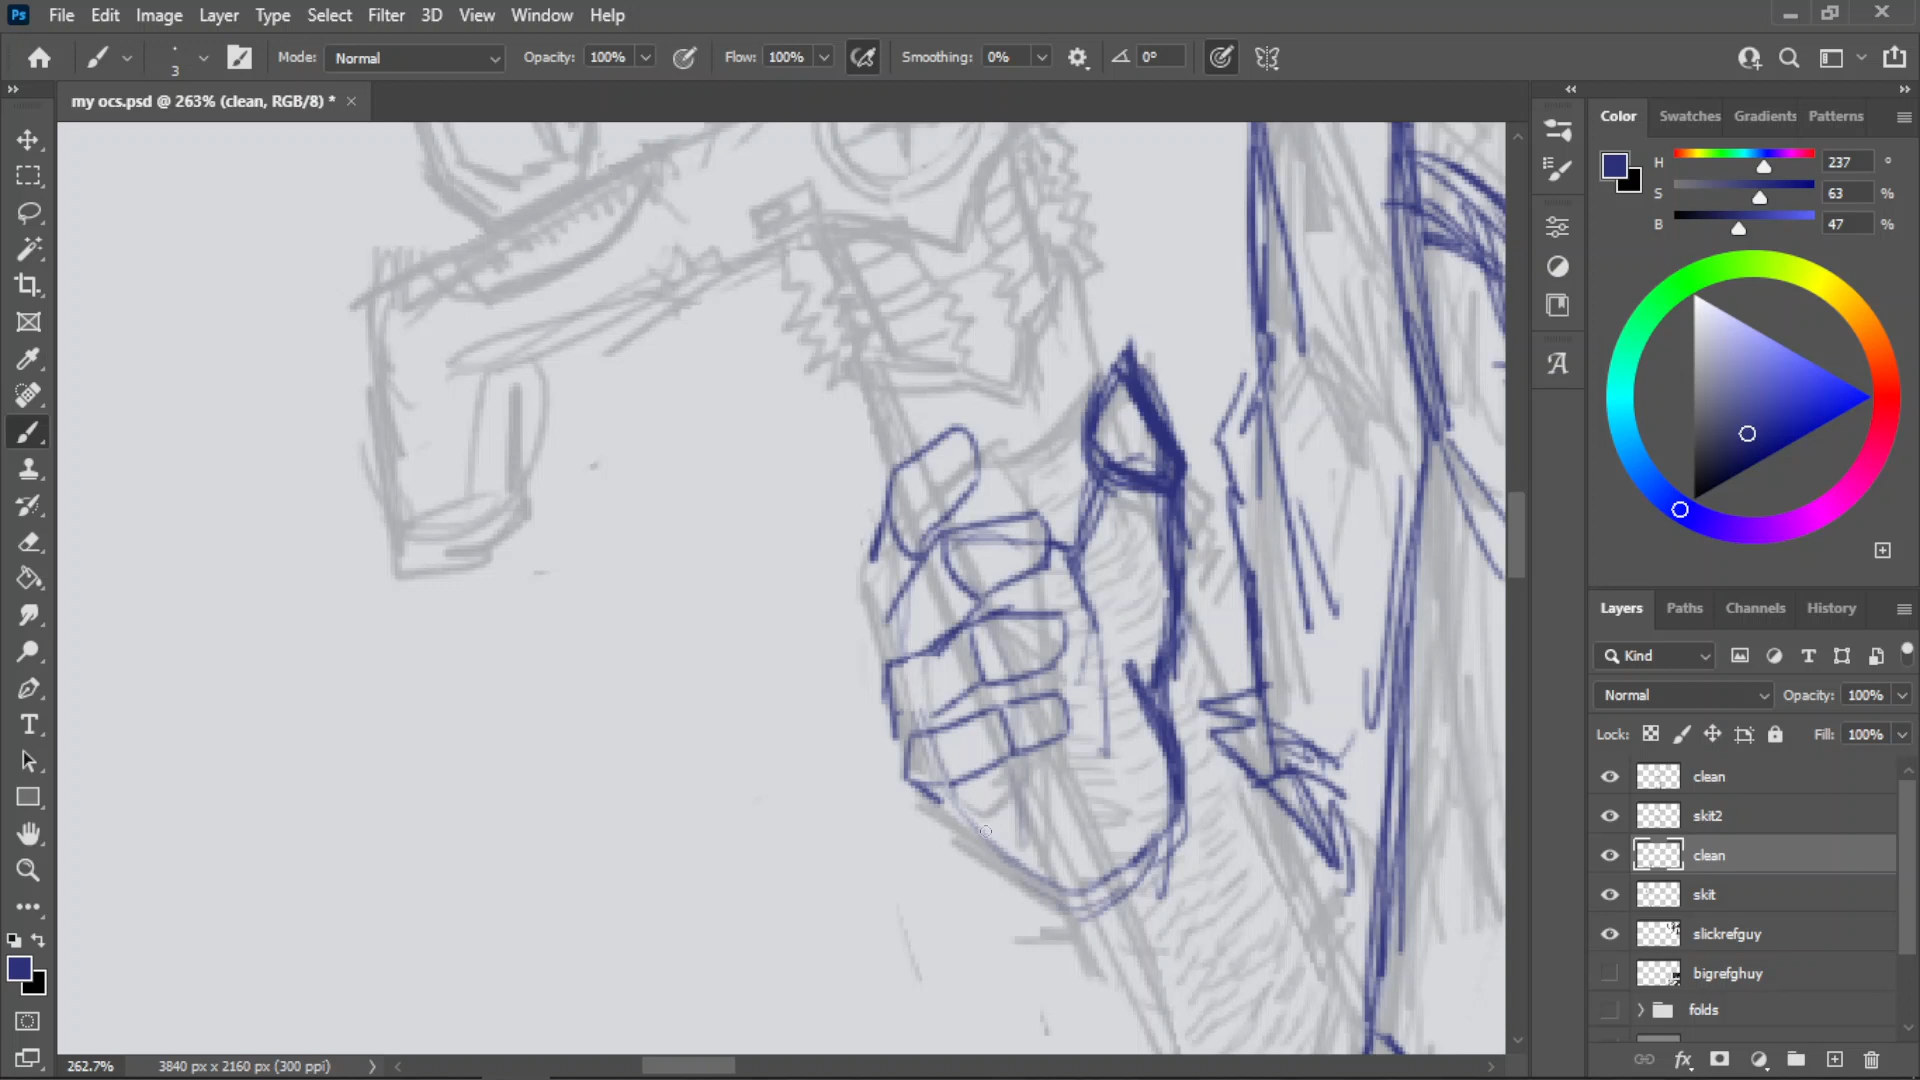 Ps File Edit Image Layer Type Select Filter 3D View Window Help
3 Mode: Normal Opacity: 100% Flow: 100% Smoothing: 0% 0°
my ocs.psd @ 263% (clean, RGB/8) *
Color Swatches Gradients Patterns
H 237 °
S 63 %
B 47 %
Layers Paths Channels History
Kind
Normal Opacity: 100%
Lock: Fill: 100%
clean
skit2
clean
skit
slickrefguy
bigrefghuy
folds
262.7% 3840 px x 2160 px (300 ppi)